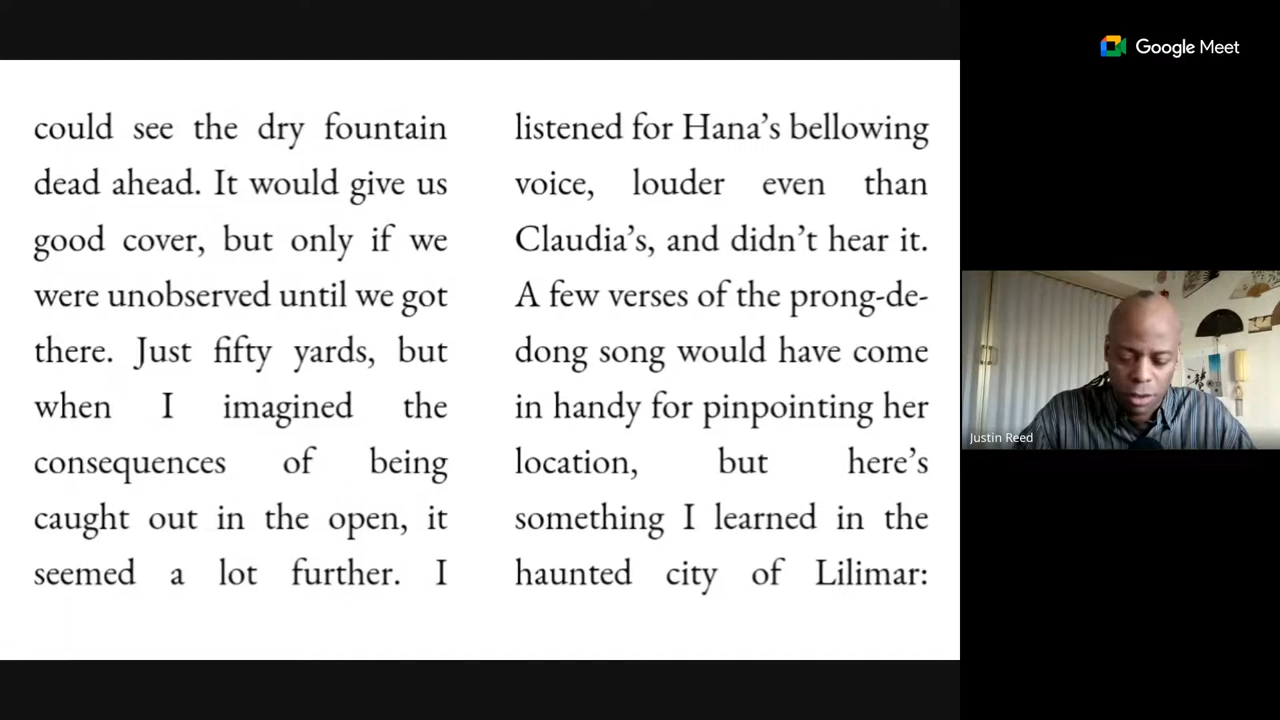 could see the dry fountain
dead ahead. It would give us
good cover, but only if we
were unobserved until we got
there. Just fifty yards, but
when I imagined the
consequences of being
caught out in the open, it
seemed a lot further. I
listened for Hana’s bellowing
voice, louder even than
Claudia’s, and didn’t hear it.
A few verses of the prong-de-
dong song would have come
in handy for pinpointing her
location, but here’s
something I learned in the
haunted city of Lilimar:
Google Meet
Justin Reed